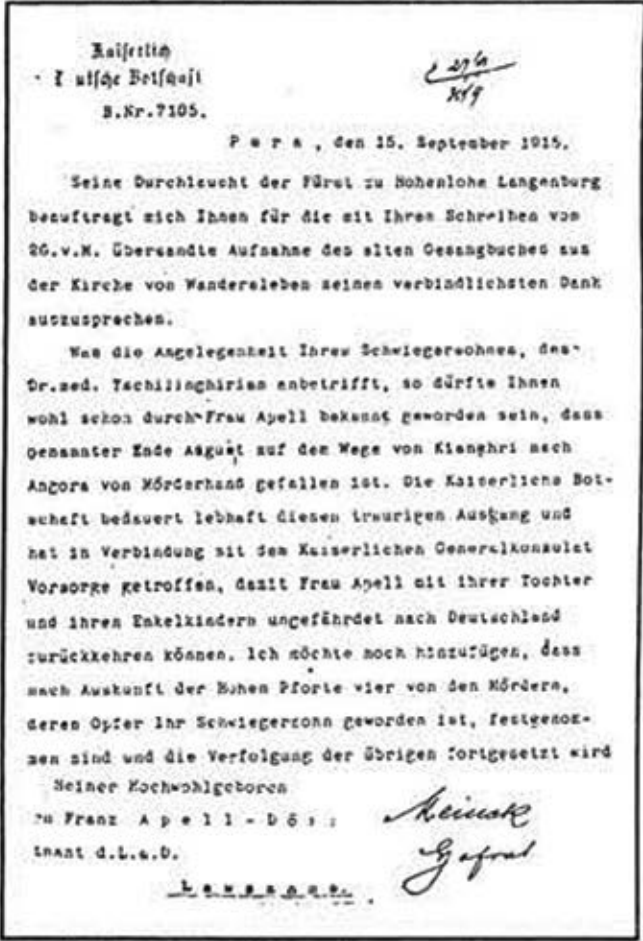 Kaiserlich
Deutsche Botschaft
B.Nr.7105.
Pera, den 15. September 1915.
Seine Durchlaucht der Fürst zu Hohenlohe Langenburg
beauftragt mich Ihnen für die mit Ihrem Schreiben vom
26.v.M. übersandte Aufnahme des alten Gesangbuches aus
der Kirche von Wandersleben seinen verbindlichsten Dank
auszusprechen.
Was die Angelegenheit Ihres Schwiegersohnes, des
Dr.med. Tschilinghirian anbetrifft, so dürfte Ihnen
wohl schon durch Frau Apell bekannt geworden sein, dass
genannter Ende August auf dem Wege von Kianghri nach
Angora von Mörderhand gefallen ist. Die Kaiserliche Bot-
schaft bedauert lebhaft diesen traurigen Ausgang und
hat in Verbindung mit dem Kaiserlichen Generalkonsulat
Vorsorge getroffen, damit Frau Apell mit ihrer Tochter
und ihren Enkelkindern ungefährdet nach Deutschland
zurückkehren können. Ich möchte noch hinzufügen, dass
nach Auskunft der Hohen Pforte vier von den Mördern,
deren Opfer Ihr Schwiegersohn geworden ist, festgenom-
men sind und die Verfolgung der übrigen fortgesetzt wird
Seiner Hochwohlgeboren
Franz Apell-
d.L.a.D.
Lausanne.